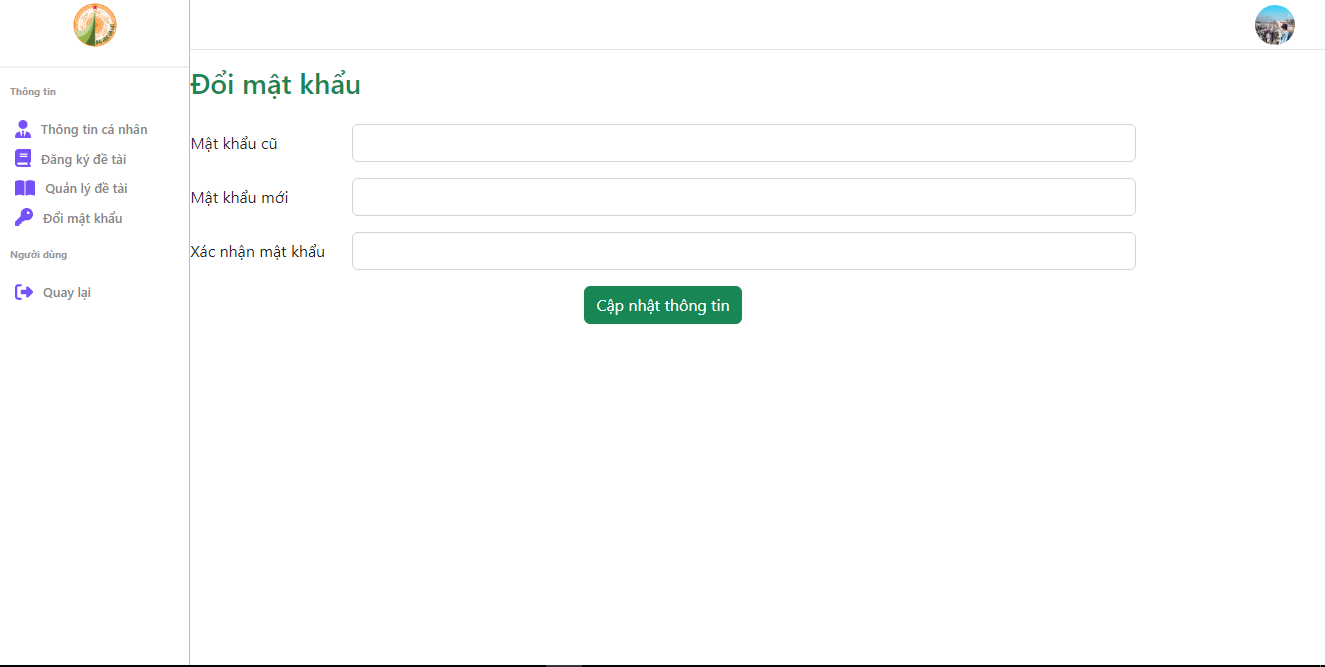 Thông tin
Thông tin cá nhân
Đăng ký đề tài
Quản lý đề tài
Đổi mật khẩu
Người dùng
Quay lại
Đổi mật khẩu
Mật khẩu cũ
Mật khẩu mới
Xác nhận mật khẩu
Cập nhật thông tin